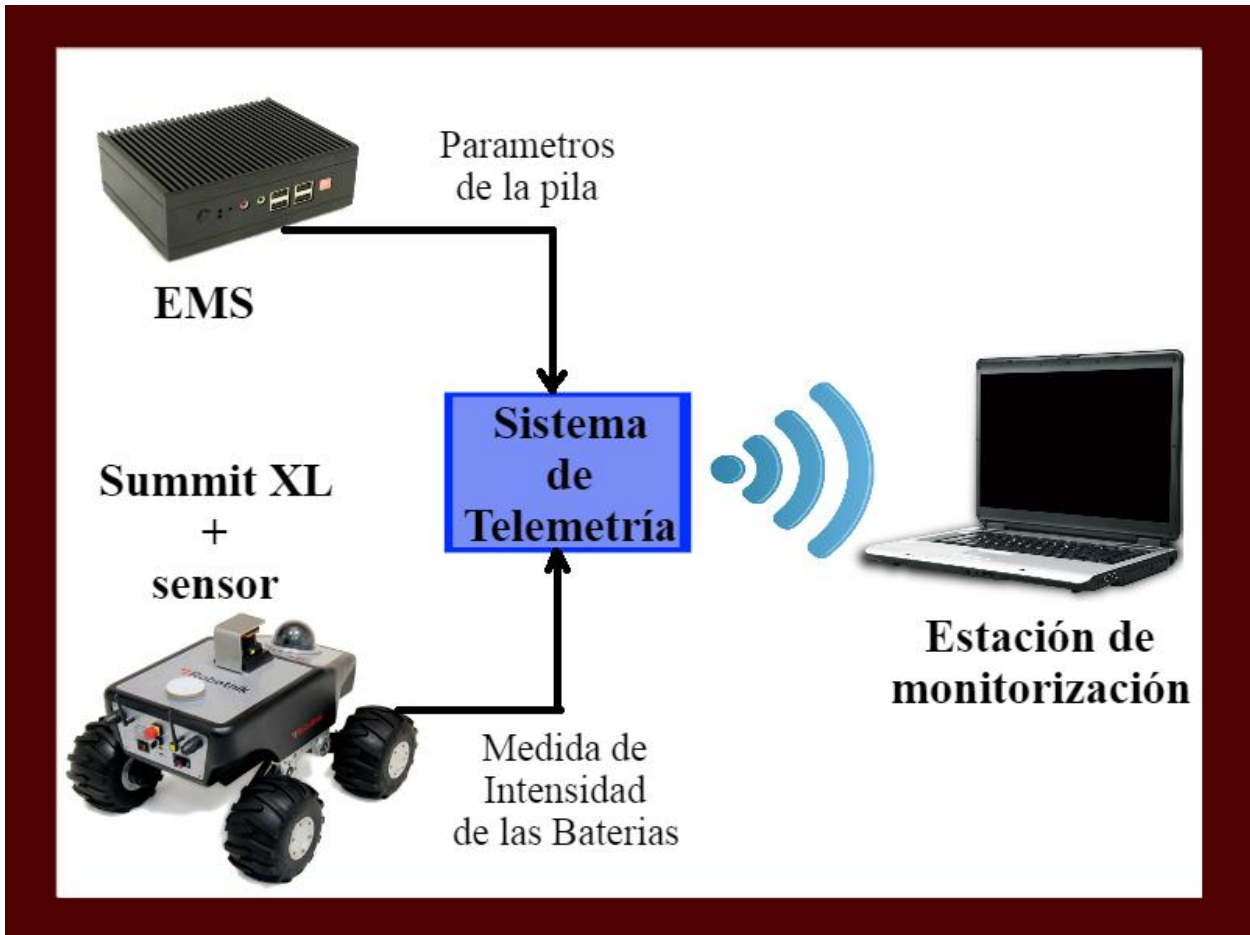 Parametros
de la pila
EMS
Sistema
de
Telemetría
Summit XL
+
sensor
Robotnik
Estación de
monitorización
Medida de
Intensidad
de las Baterias